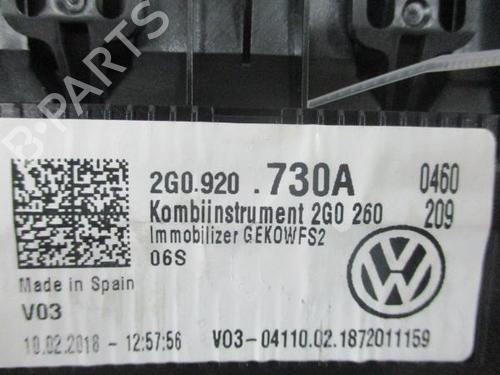 B-PARTS
2G0.920 .730A 0460
Kombiinstrument 2G0 260 209
Immobilizer GEKOWFS2
06S
Made in Spain
V03
10.02.2018 - 12:57:56 V03-04110.02.1872011159